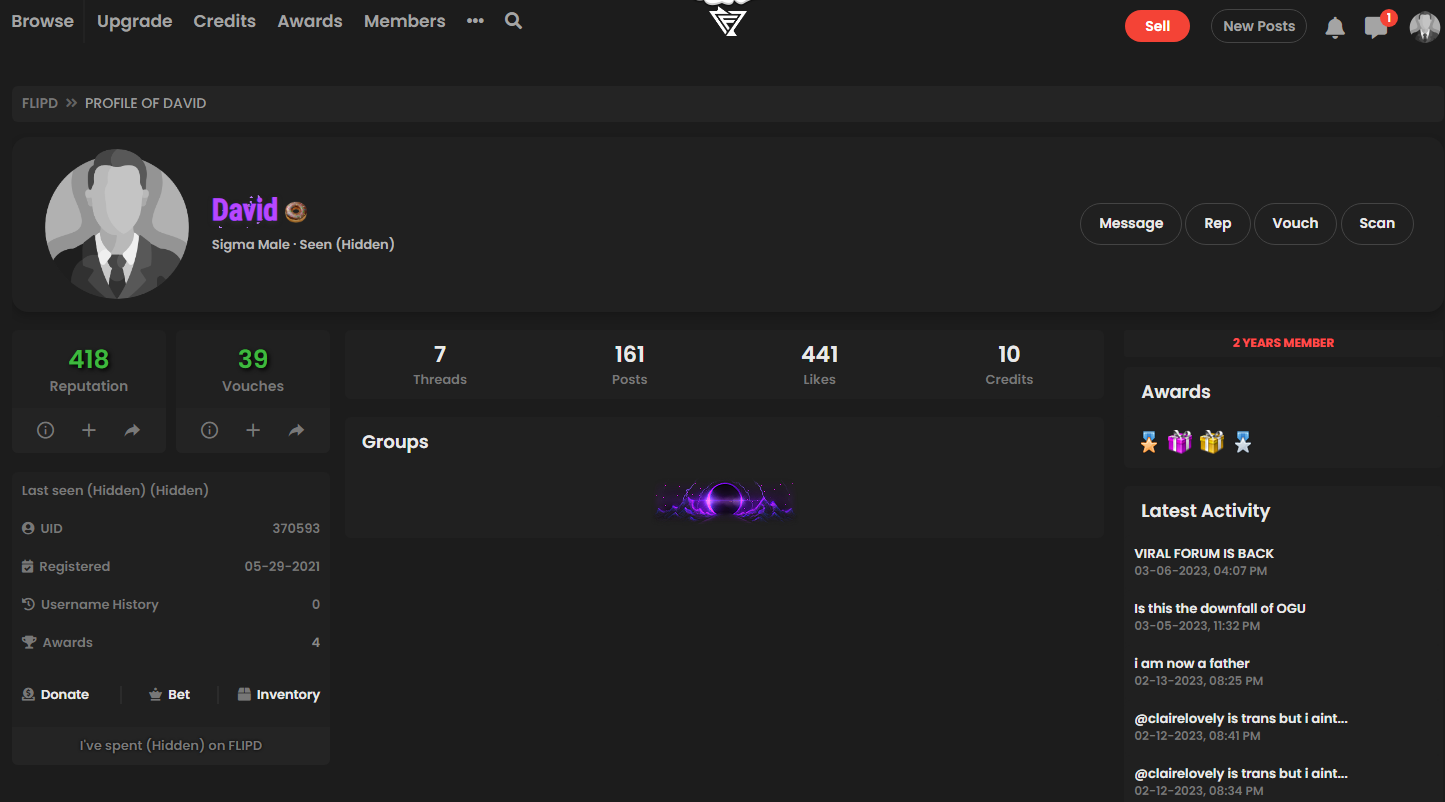 Browse Upgrade Credits Awards Members ••• Sell New Posts 1
FLIPD » PROFILE OF DAVID
David
Sigma Male · Seen (Hidden)
Message Rep Vouch Scan
418
Reputation
39
Vouches
Last seen (Hidden) (Hidden)
UID 370593
Registered 05-29-2021
Username History 0
Awards 4
Donate Bet Inventory
I've spent (Hidden) on FLIPD
7 161 441 10
Threads Posts Likes Credits
Groups
2 YEARS MEMBER
Awards
Latest Activity
VIRAL FORUM IS BACK
03-06-2023, 04:07 PM
Is this the downfall of OGU
03-05-2023, 11:32 PM
i am now a father
02-13-2023, 08:25 PM
@clairelovely is trans but i aint...
02-12-2023, 08:41 PM
@clairelovely is trans but i aint...
02-12-2023, 08:34 PM